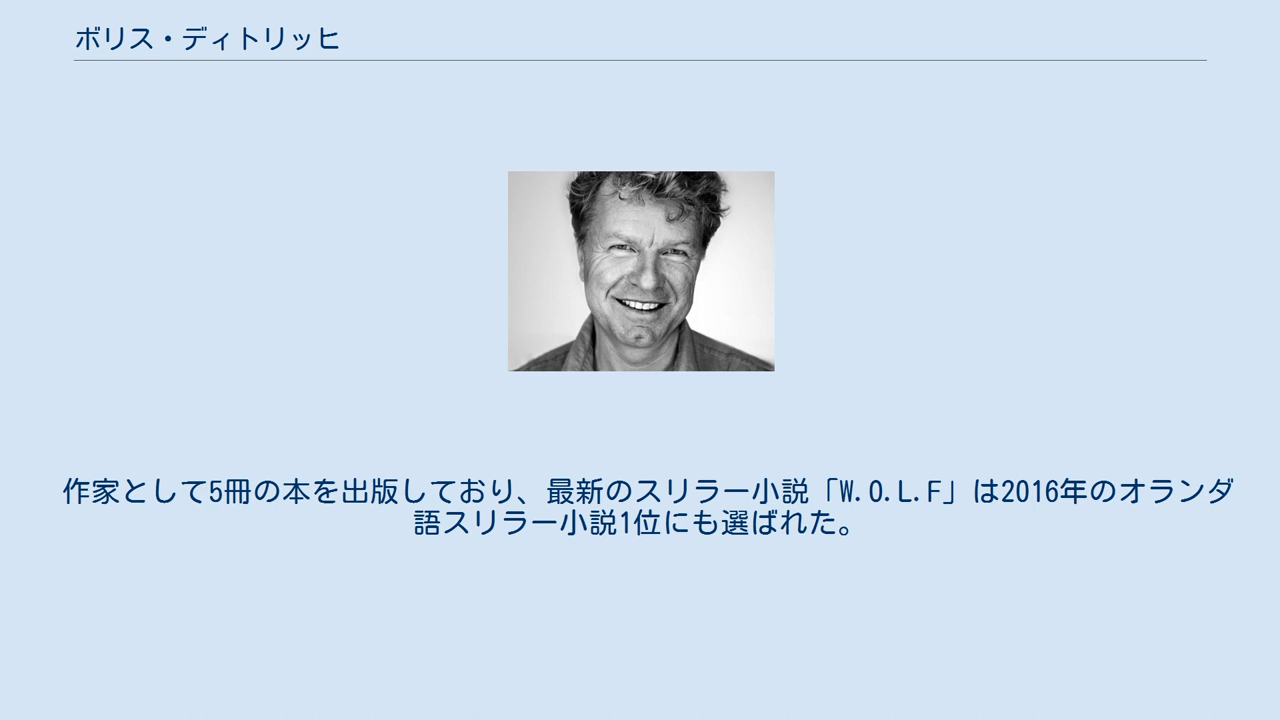 ボリス・ディトリッヒ
作家として5冊の本を出版しており、最新のスリラー小説「W.O.L.F」は2016年のオランダ
語スリラー小説1位にも選ばれた。